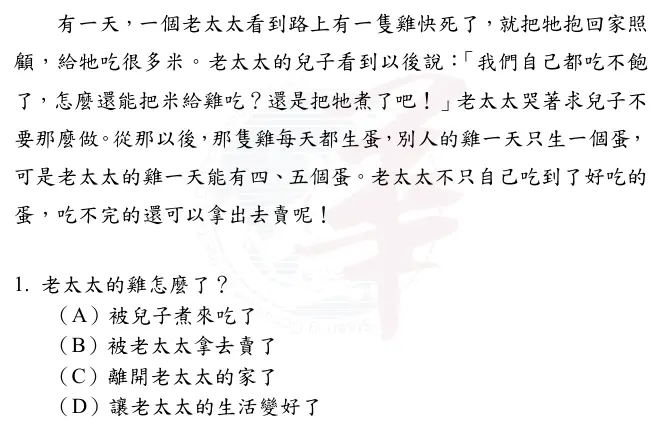 有一天，一個老太太看到路上有一隻雞快死了，就把牠抱回家照
顧，給牠吃很多米。老太太的兒子看到以後說：「我們自己都吃不飽
了，怎麼還能把米給雞吃？還是把牠煮了吧！」老太太哭著求兒子不
要那麼做。從那以後，那隻雞每天都生蛋，別人的雞一天只生一個蛋，
可是老太太的雞一天能有四、五個蛋。老太太不只自己吃到了好吃的
蛋，吃不完的還可以拿出去賣呢！
1. 老太太的雞怎麼了？
（A）被兒子煮來吃了
（B）被老太太拿去賣了
（C）離開老太太的家了
（D）讓老太太的生活變好了